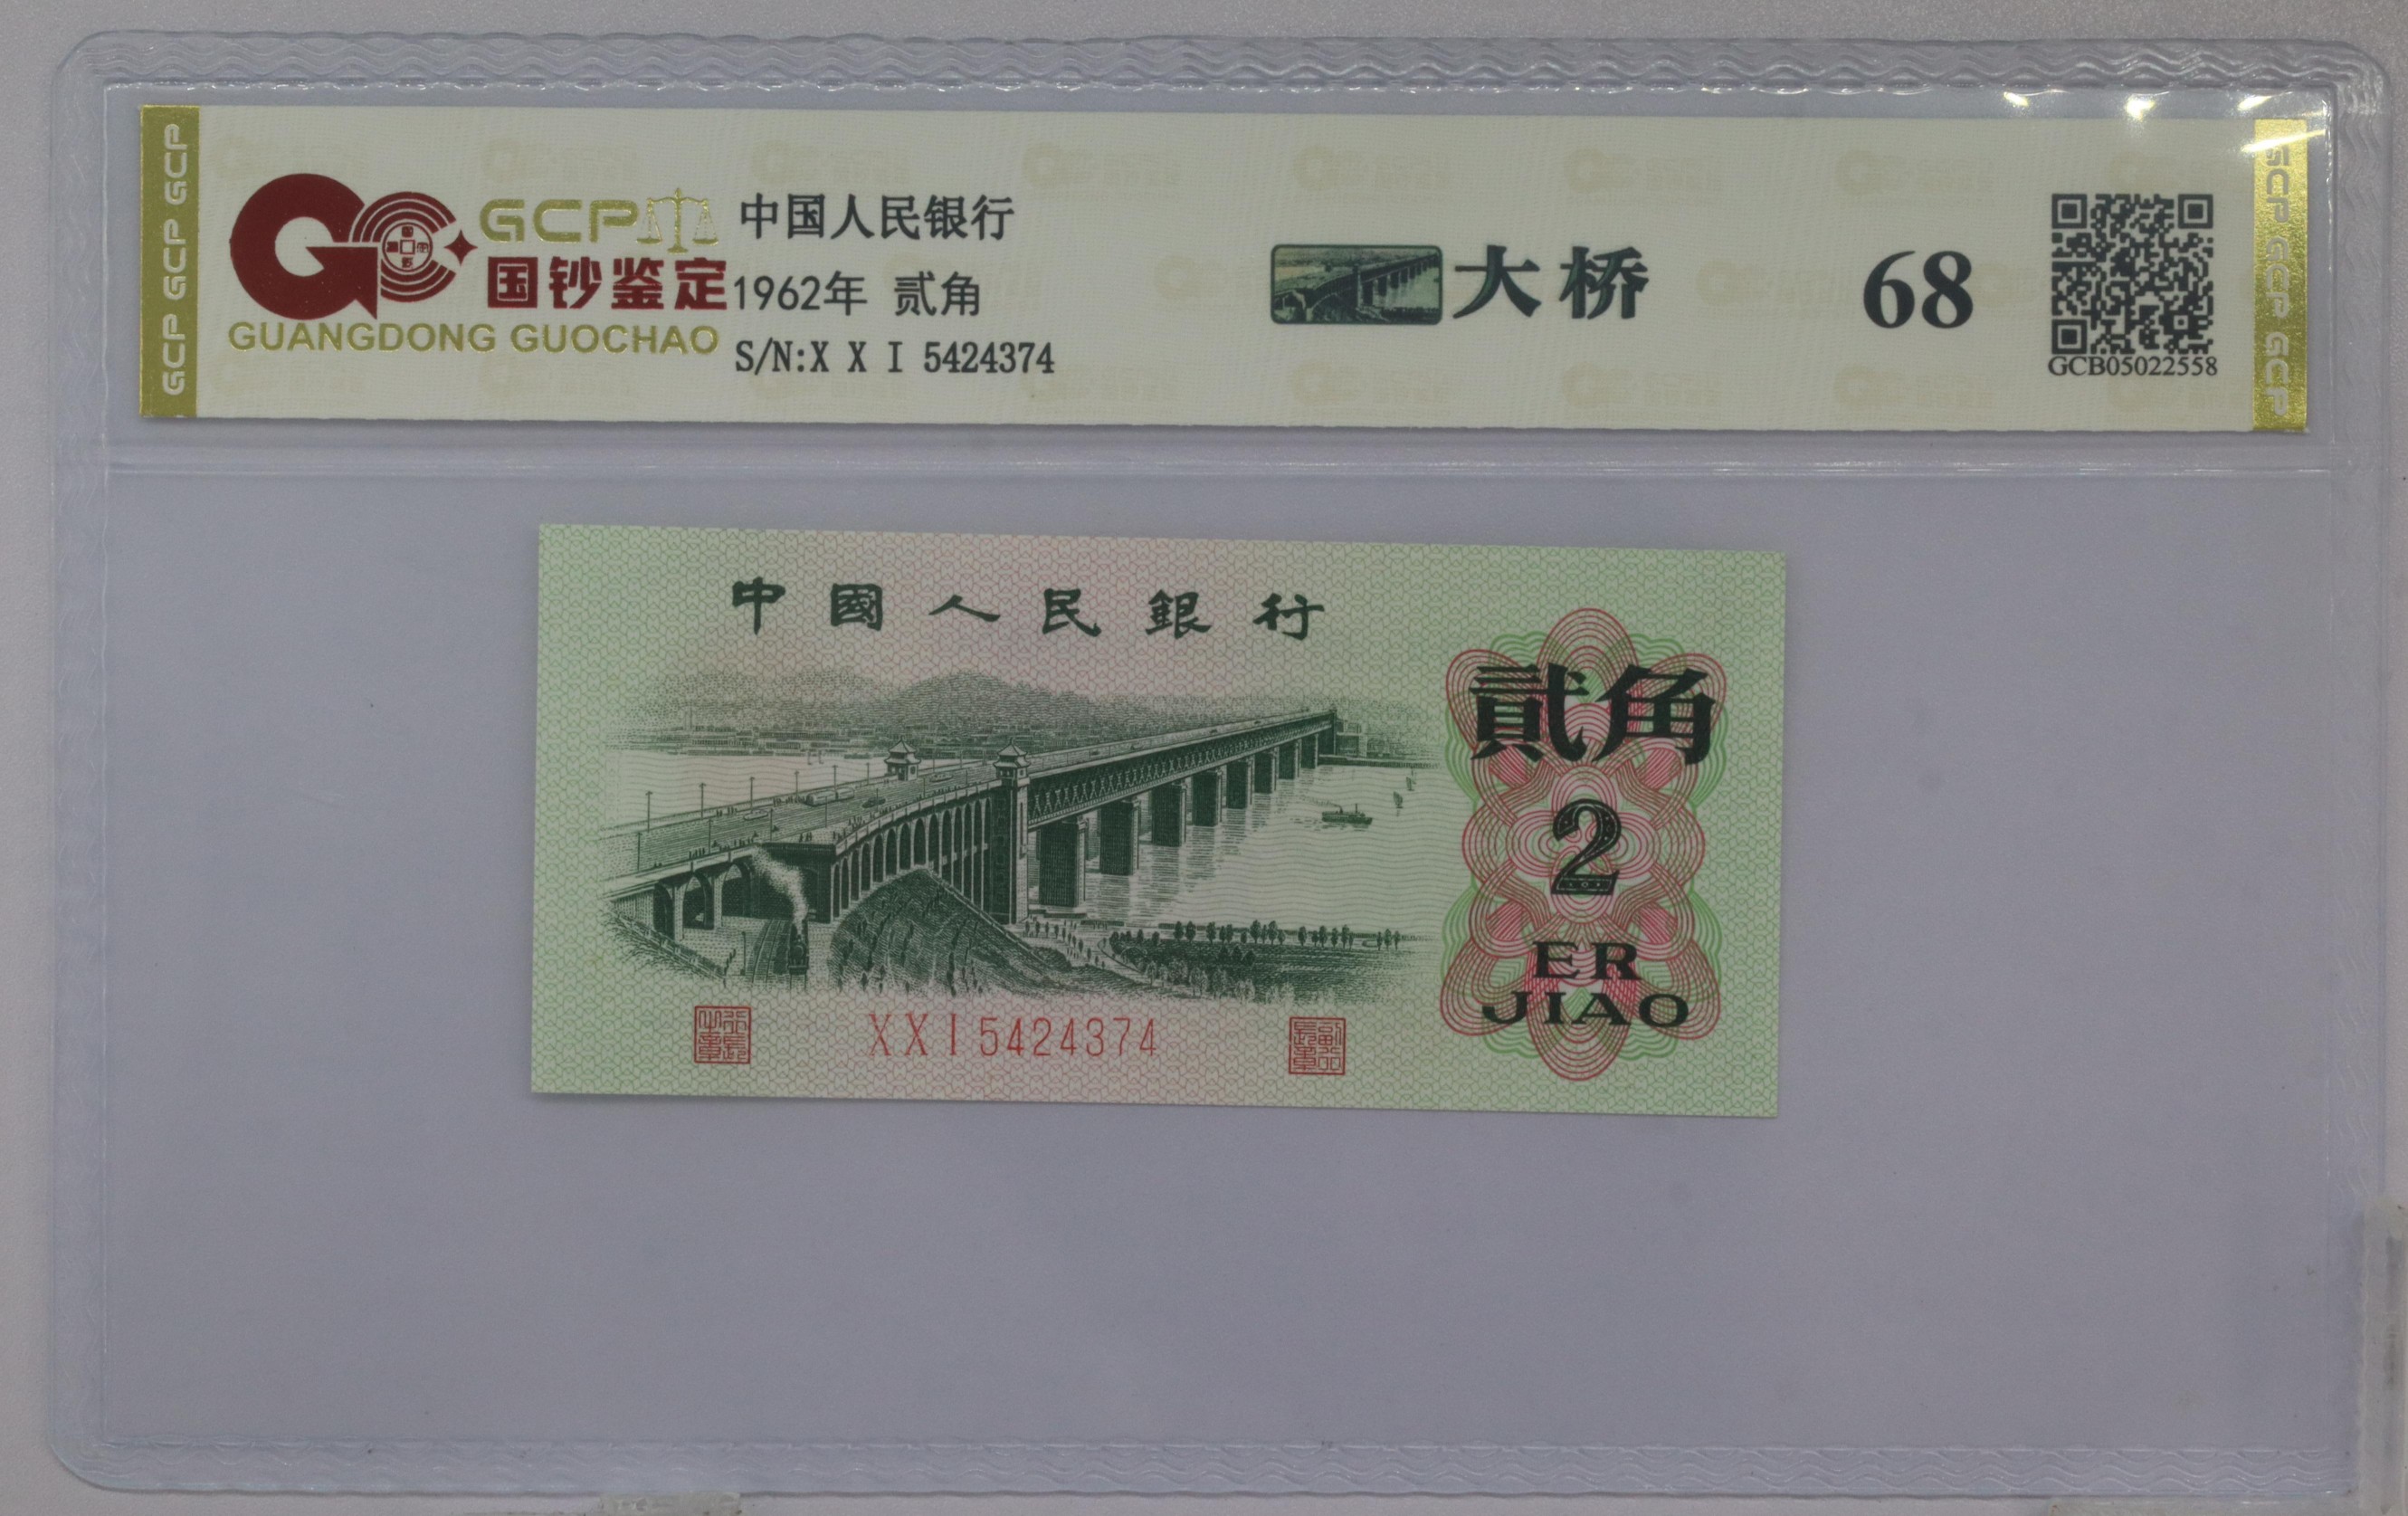 GCP GCP GCP
GCP
国钞鉴定
GUANGDONG GUOCHAO
中国人民银行
1962年 贰角
S/N:X X I 5424374
大桥
68
GCB05022558
GCP GCP GCP
中國人民銀行
貳角
2
ER
JIAO
XXI5424374